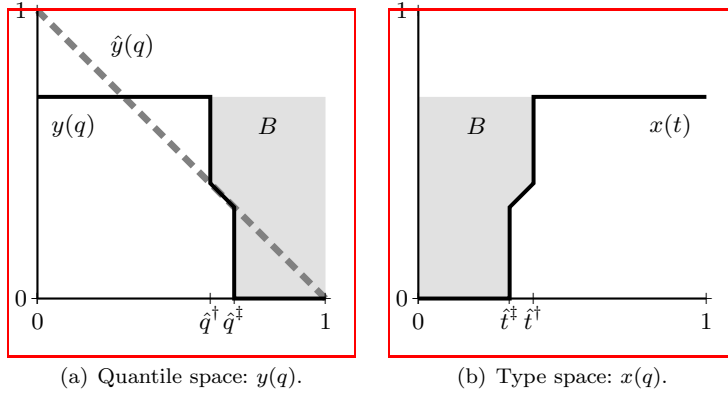 1
ŷ(q)
y(q)
B
0
0
q̂† q̂‡
1
(a) Quantile space: y(q).
1
B
x(t)
0
0
t̂‡ t̂†
1
(b) Type space: x(q).